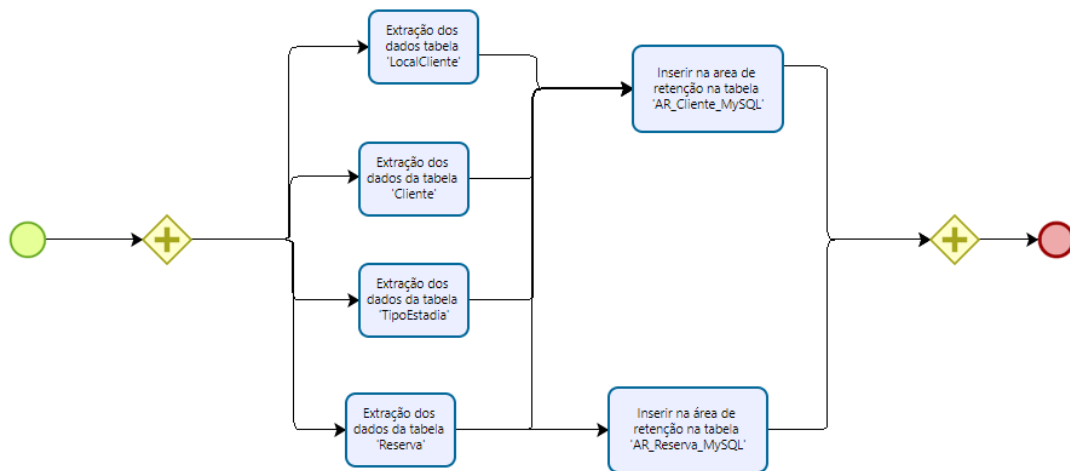 Extração dos
dados tabela
'LocalCliente'
Extração dos
dados da tabela
'Cliente'
Extração dos
dados da tabela
'TipoEstadia'
Extração dos
dados da tabela
'Reserva'
Inserir na area de
retenção na tabela
'AR_Cliente_MySQL'
Inserir na área de
retenção na tabela
'AR_Reserva_MySQL'